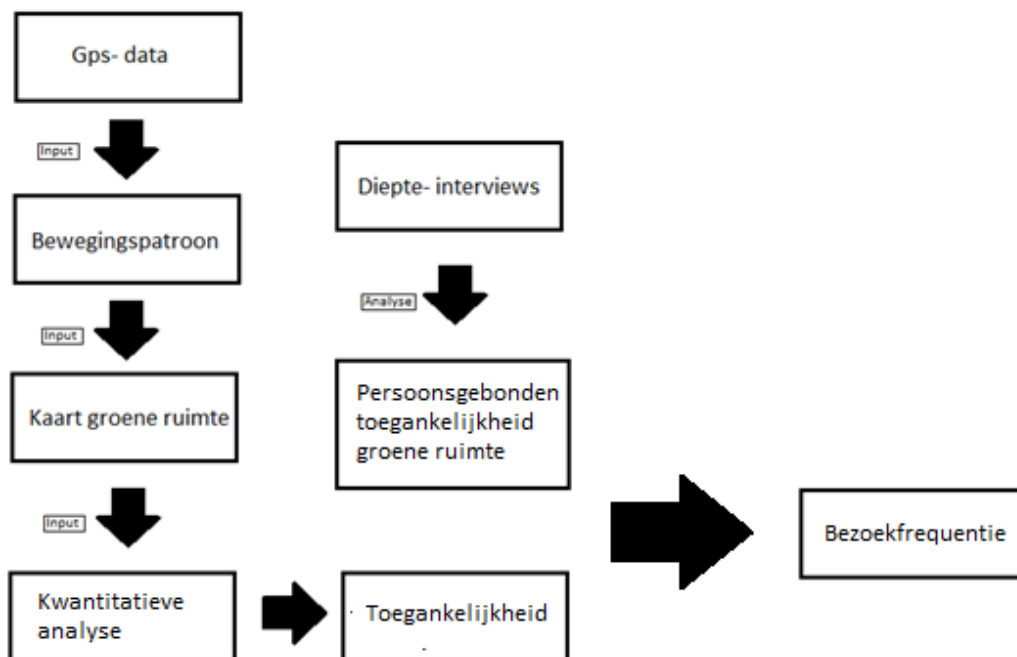 Gps- data
Input
Bewegingspatroon
Input
Kaart groene ruimte
Input
Kwantitatieve
analyse
Diepte- interviews
Analyse
Persoonsgebonden
toegankelijkheid
groene ruimte
Toegankelijkheid
Bezoekfrequentie